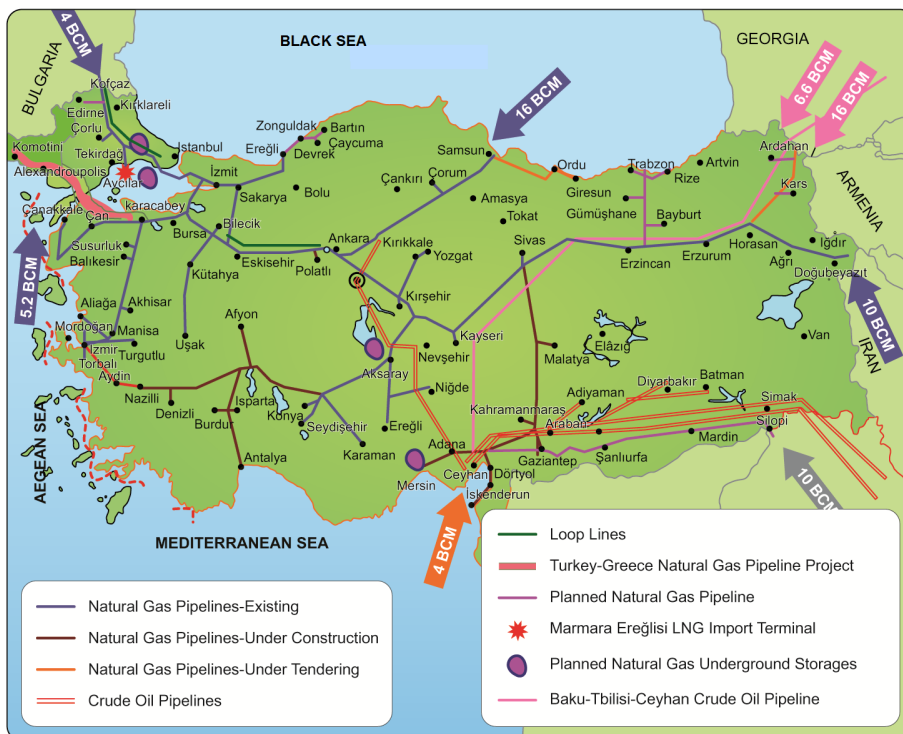 BLACK SEA
GEORGIA
BULGARIA
4 BCM
16 BCM
6.6 BCM
16 BCM
ARMENIA
Kofçaz
Kırklareli
Edirne
Çorlu
Tekirdağ
Istanbul
Komotini
Alexandroupolis
Avcılar
Zonguldak
Bartın
Ereğli
Devrek
Çaycuma
Samsun
Ordu
Giresun
Trabzon
Rize
Artvin
Ardahan
Kars
İzmit
Sakarya
Bolu
Çankırı
Çorum
Amasya
Tokat
Gümüşhane
Bayburt
Çanakkale
Çan
karacabey
Bursa
Bilecik
Ankara
Kırıkkale
Sivas
Erzincan
Erzurum
Horasan
Iğdır
Ağrı
Doğubeyazıt
Susurluk
Balıkesir
Eskisehir
Polatlı
Yozgat
Kütahya
Kırşehir
5.2 BCM
10 BCM
IRAN
Aliağa
Akhisar
Mordoğan
Manisa
Uşak
Afyon
Kayseri
Nevşehir
Malatya
Elâzığ
Van
İzmir
Torbalı
Turgutlu
Aydin
Nazilli
Denizli
Burdur
Isparta
Konya
Seydişehir
Aksaray
Niğde
Ereğli
Karaman
Kahramanmaraş
Adiyaman
Diyarbakır
Batman
Araban
Simak
Silopi
Mardin
Şanlıurfa
Gaziantep
Antalya
Adana
Mersin
Ceyhan
Dörtyol
İskenderun
AEGEAN SEA
MEDITERRANEAN SEA
4 BCM
10 BCM
Natural Gas Pipelines-Existing
Natural Gas Pipelines-Under Construction
Natural Gas Pipelines-Under Tendering
Crude Oil Pipelines
Loop Lines
Turkey-Greece Natural Gas Pipeline Project
Planned Natural Gas Pipeline
Marmara Ereğlisi LNG Import Terminal
Planned Natural Gas Underground Storages
Baku-Tbilisi-Ceyhan Crude Oil Pipeline